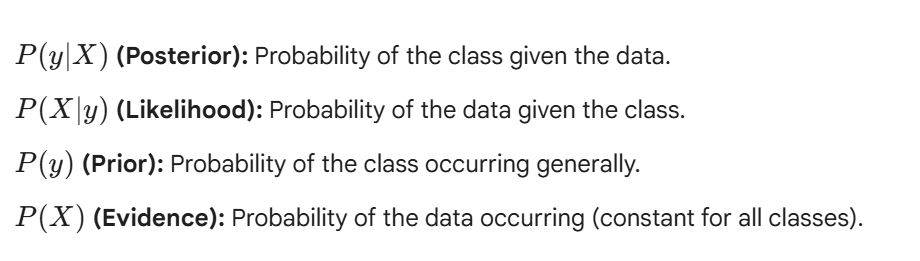 P(y|X) (Posterior): Probability of the class given the data.
P(X|y) (Likelihood): Probability of the data given the class.
P(y) (Prior): Probability of the class occurring generally.
P(X) (Evidence): Probability of the data occurring (constant for all classes).